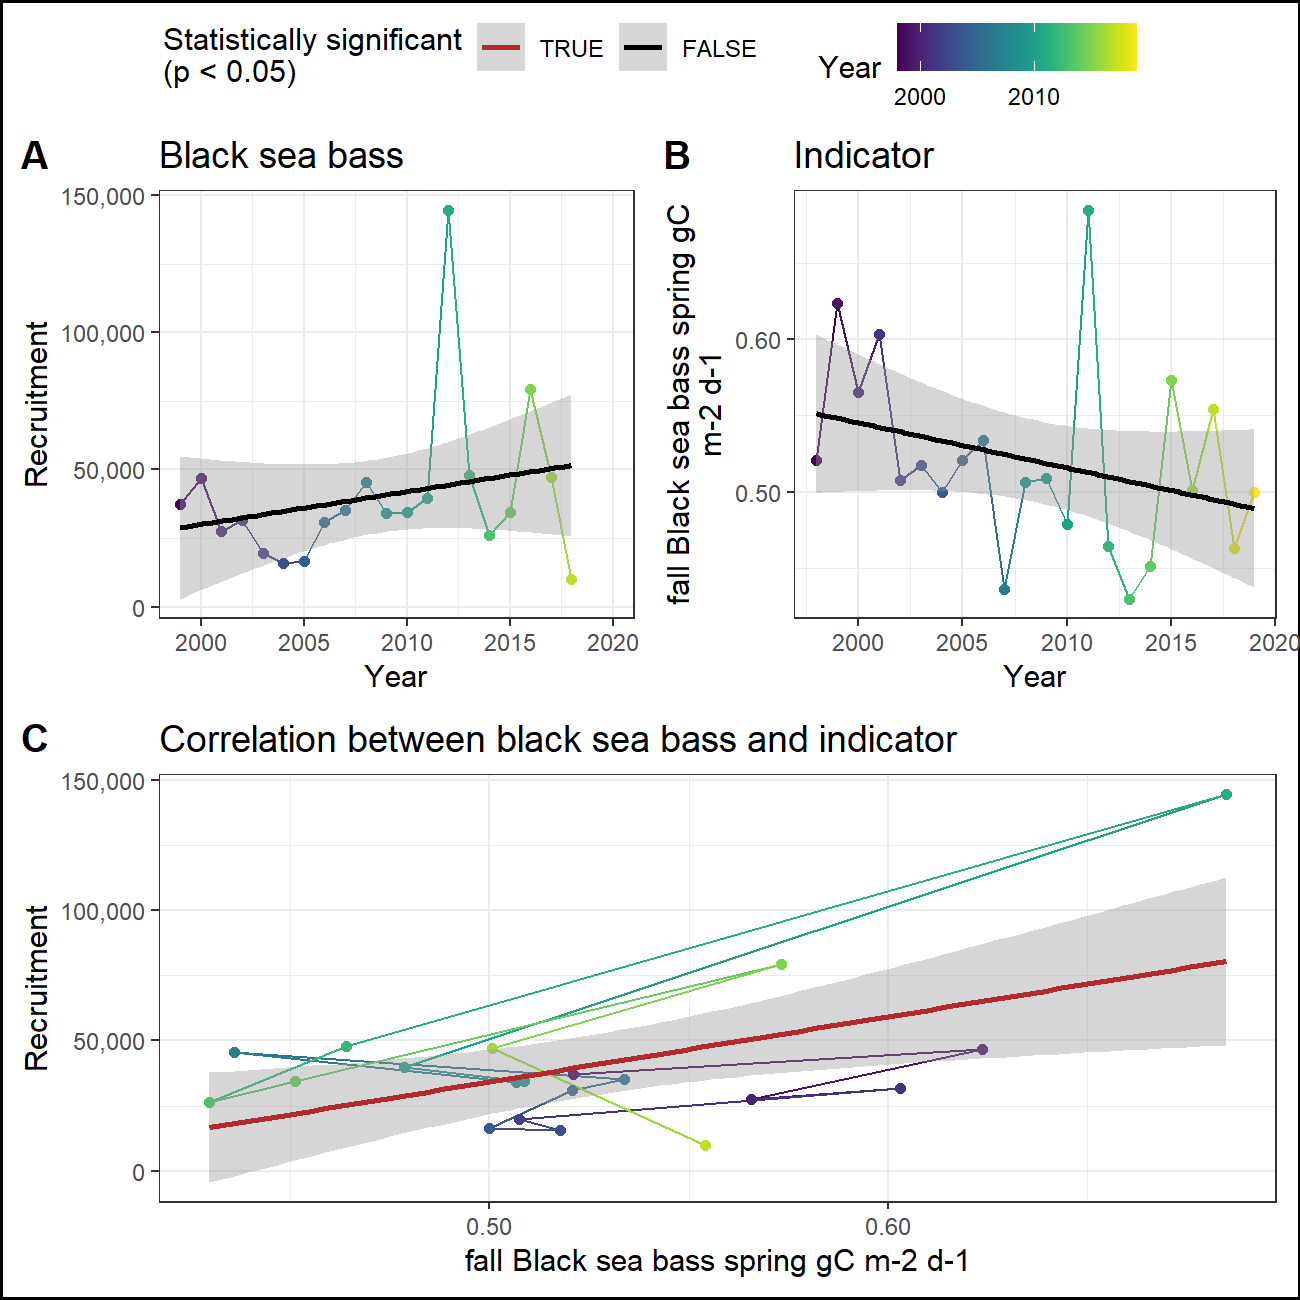 Statistically significant
(p < 0.05)
TRUE
FALSE
Year
2000
2010
A
Black sea bass
150,000
100,000
50,000
0
Recruitment
2000
2005
2010
2015
2020
Year
B
Indicator
fall Black sea bass spring gC
m-2 d-1
0.60
0.50
2000
2005
2010
2015
2020
Year
C
Correlation between black sea bass and indicator
150,000
100,000
50,000
0
Recruitment
0.50
0.60
fall Black sea bass spring gC m-2 d-1